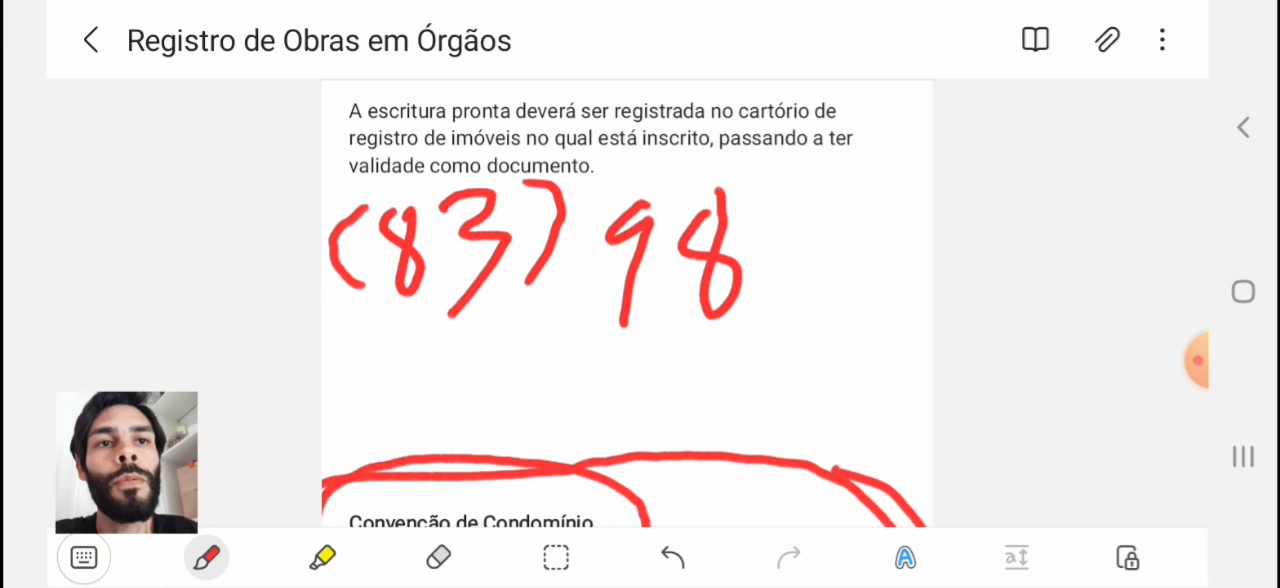 Registro de Obras em Órgãos
A escritura pronta deverá ser registrada no cartório de
registro de imóveis no qual está inscrito, passando a ter
validade como documento.
(83) 98
Convenção de Condomínio
A
aI